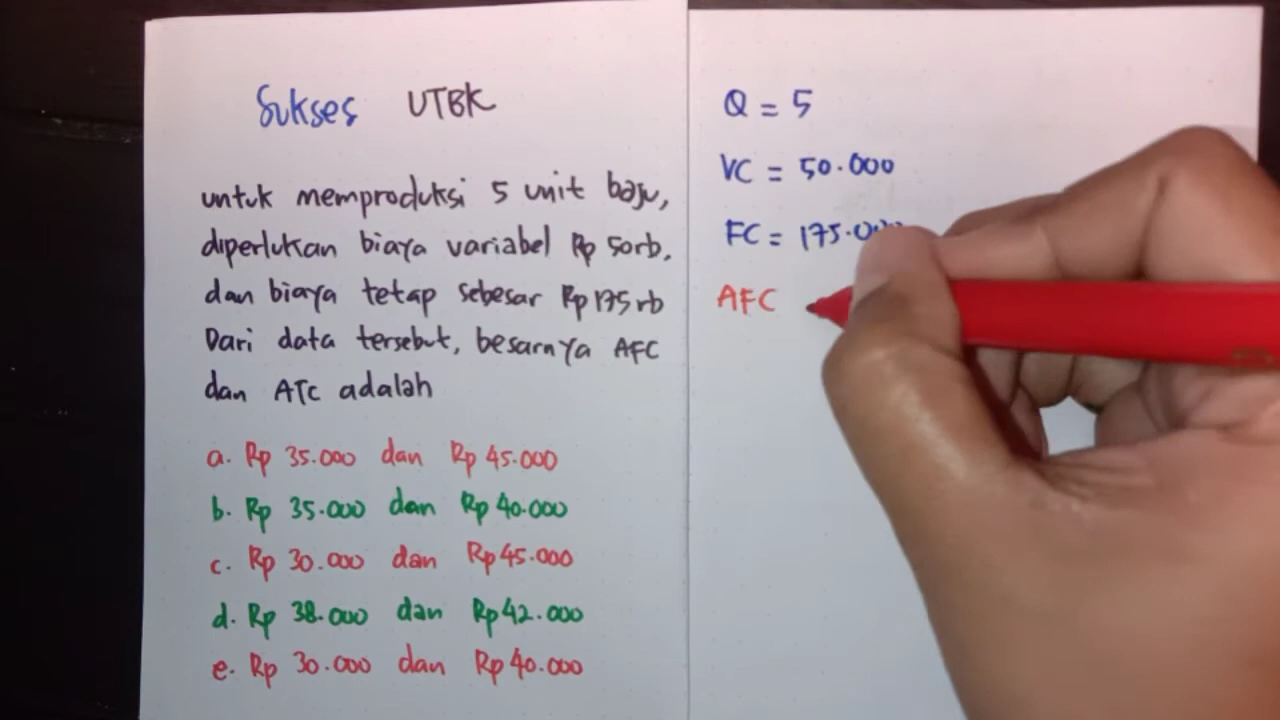 Sukses UTBK
untuk memproduksi 5 unit baju,
diperlukan biaya variabel Rp 50rb.
dan biaya tetap sebesar Rp 175rb
Dari data tersebut, besarnya AFC
dan ATC adalah
a. Rp 35.000 dan Rp 45.000
b. Rp 35.000 dan Rp 40.000
c. Rp 30.000 dan Rp 45.000
d. Rp 38.000 dan Rp 42.000
e. Rp 30.000 dan Rp 40.000
Q = 5
VC = 50.000
FC = 175.000
AFC